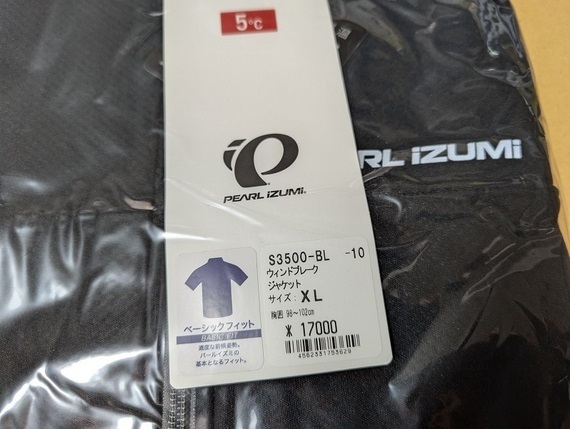 5℃
PEARL iZUMi
RL iZUMi
S3500-BL -10
ウィンドブレーク
ジャケット
サイズ: XL
胸囲 98~102cm
¥ 17000
ベーシックフィット
BASIC FIT
適度な前傾姿勢。
パールイズミの
基本となるフィット。